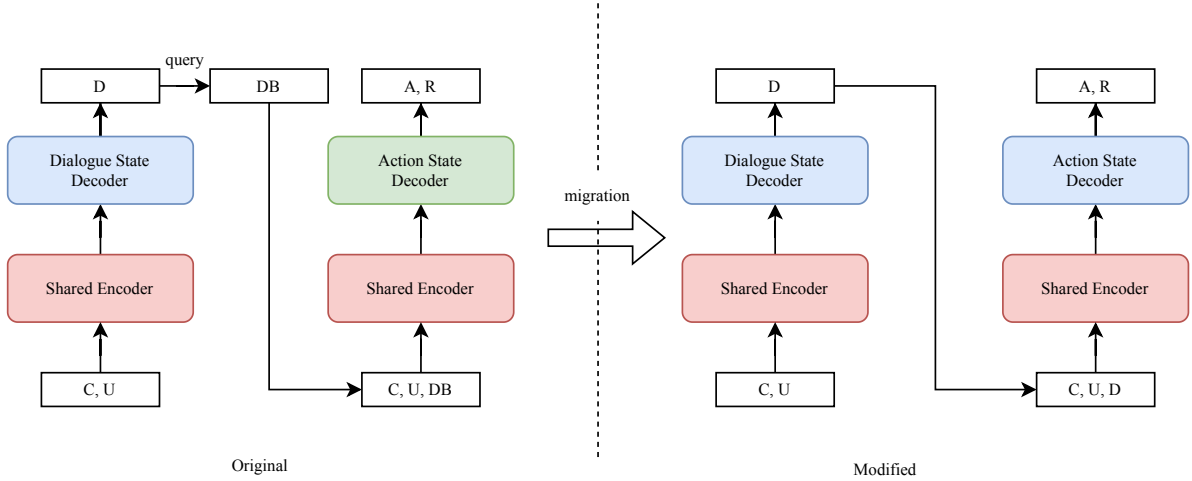 query
D
DB
A, R
Dialogue State
Decoder
Action State
Decoder
Shared Encoder
Shared Encoder
C, U
C, U, DB
Original
migration
D
A, R
Dialogue State
Decoder
Action State
Decoder
Shared Encoder
Shared Encoder
C, U
C, U, D
Modified